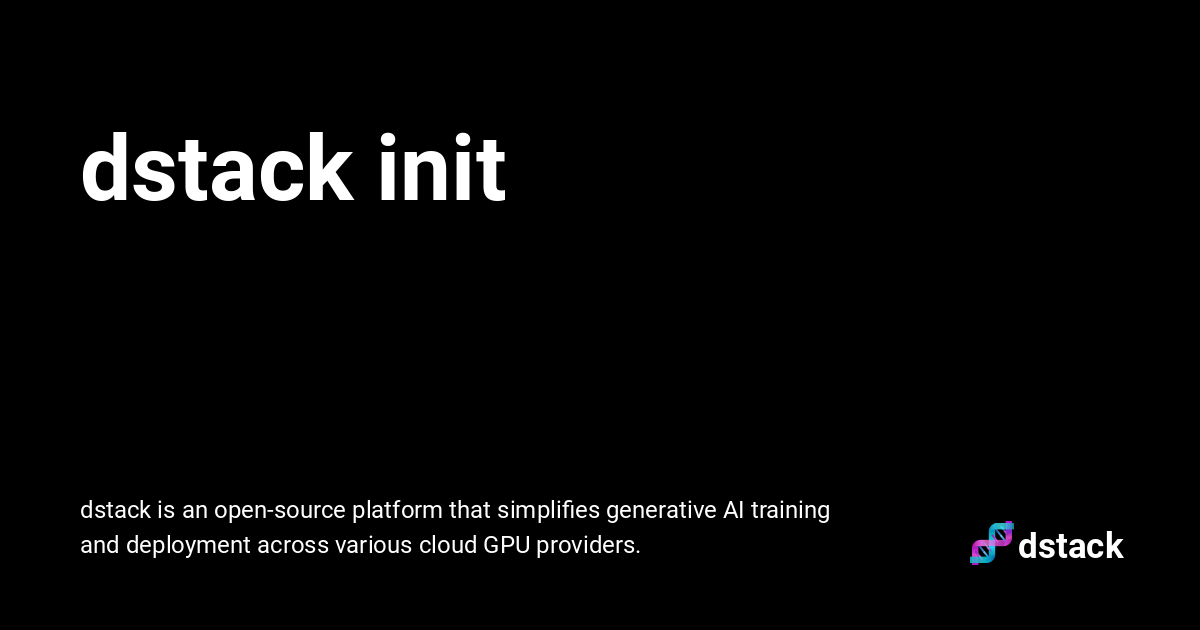 dstack init
dstack is an open-source platform that simplifies generative AI training
and deployment across various cloud GPU providers.
dstack